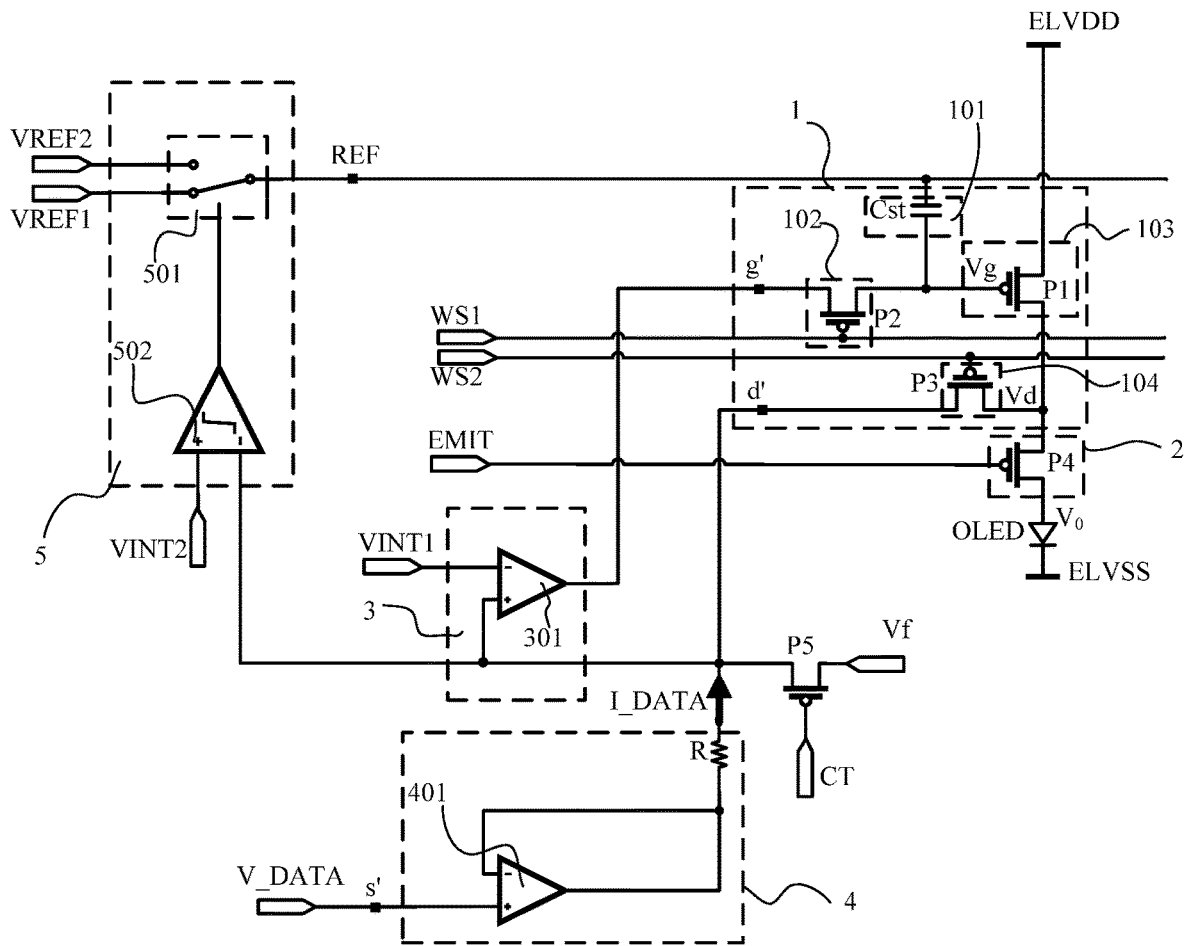 ELVDD
1
101
VREF2
REF
VREF1
Cst
102
103
501
g'
Vg
P1
WS1
P2
WS2
502
P3
104
d'
Vd
EMIT
P4
2
+
-
5
VINT2
OLED
V₀
VINT1
-
ELVSS
3
+
301
P5
Vf
I_DATA
R
CT
401
V_DATA
s'
-
+
4